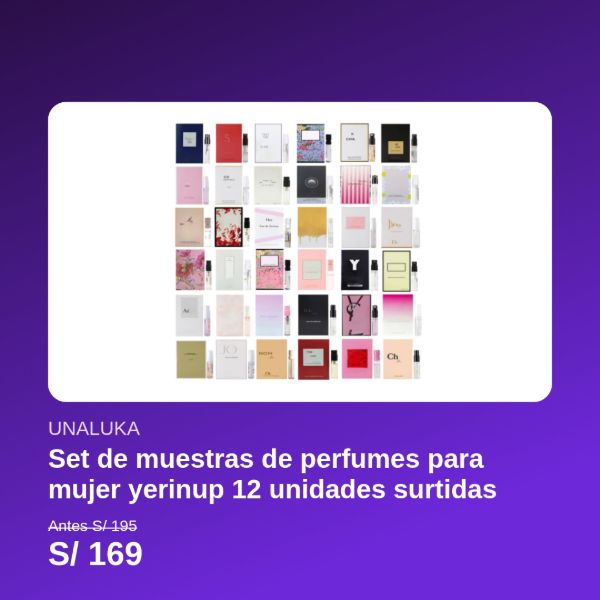 UNALUKA
Set de muestras de perfumes para
mujer yerinup 12 unidades surtidas
Antes S/ 195
S/ 169